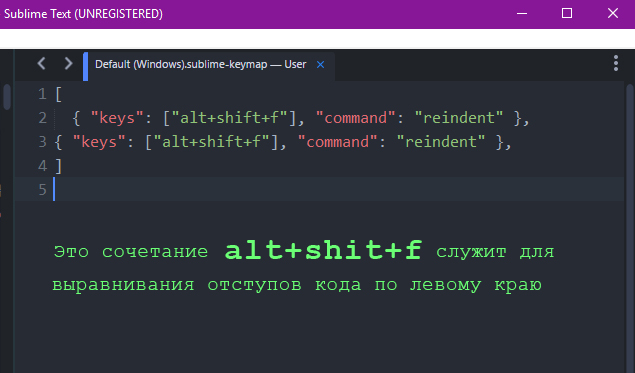 Sublime Text (UNREGISTERED)
Default (Windows).sublime-keymap — User
1 [
2 { "keys": ["alt+shift+f"], "command": "reindent" },
3 { "keys": ["alt+shift+f"], "command": "reindent" },
4 ]
5
Это сочетание alt+shit+f служит для
выравнивания отступов кода по левому краю